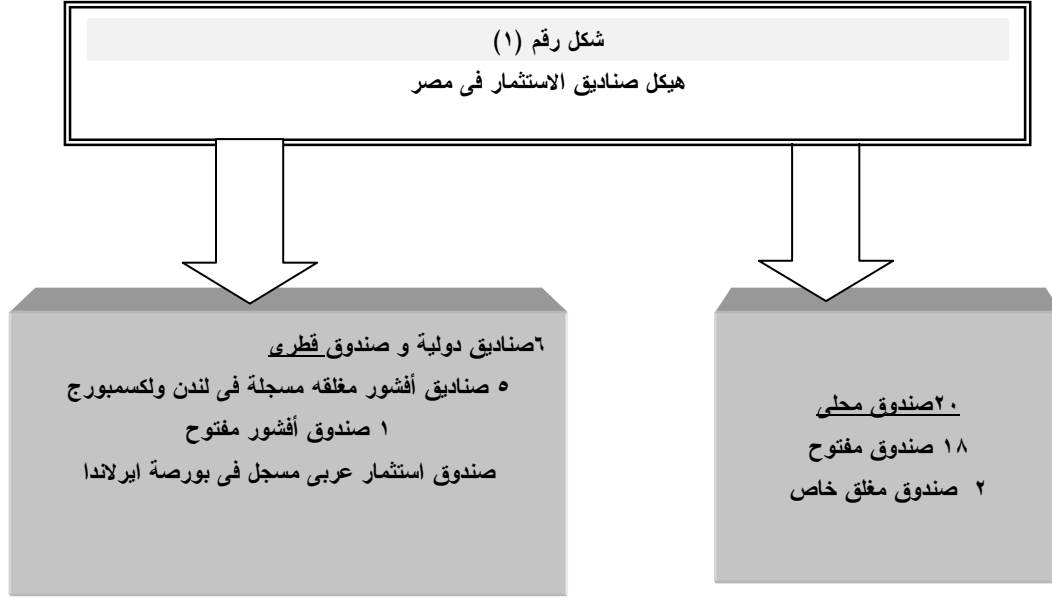 شكل رقم (١)
هيكل صناديق الاستثمار فى مصر
٢٠صندوق محلي
١٨ صندوق مفتوح
٢ صندوق مغلق خاص
٦صناديق دولية و صندوق قطرى
٥ صناديق أفشور مغلقه مسجلة فى لندن ولكسمبورج
١ صندوق أفشور مفتوح
صندوق استثمار عربى مسجل فى بورصة ايرلاندا